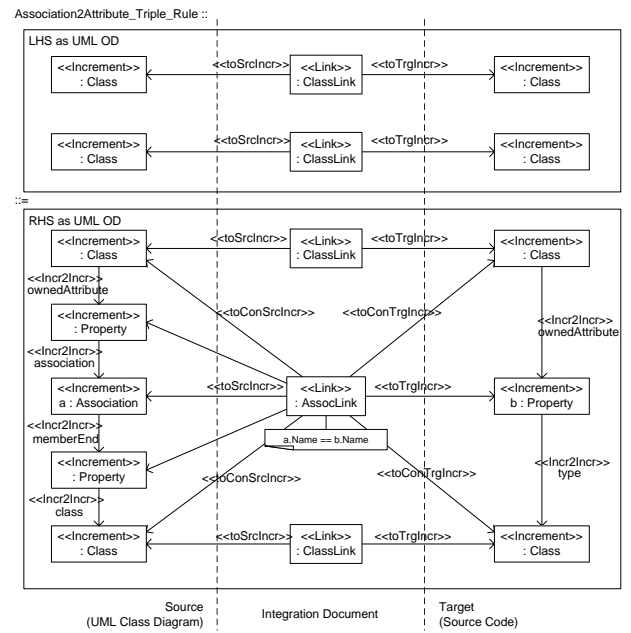 Association2Attribute_Triple_Rule ::
LHS as UML OD
<<Increment>>
: Class
<<toSrcIncr>>
<<Link>>
: ClassLink
<<toTrgIncr>>
<<Increment>>
: Class
<<Increment>>
: Class
<<toSrcIncr>>
<<Link>>
: ClassLink
<<toTrgIncr>>
<<Increment>>
: Class
::=
RHS as UML OD
<<Increment>>
: Class
<<toSrcIncr>>
<<Link>>
: ClassLink
<<toTrgIncr>>
<<Increment>>
: Class
<<Incr2Incr>>
ownedAttribute
<<toConSrcIncr>>
<<toConTrgIncr>>
<<Incr2Incr>>
ownedAttribute
<<Increment>>
: Property
<<Incr2Incr>>
association
<<Increment>>
a : Association
<<toSrcIncr>>
<<Link>>
: AssocLink
<<toTrgIncr>>
<<Increment>>
b : Property
<<Incr2Incr>>
memberEnd
a.Name == b.Name
<<Increment>>
: Property
<<toConSrcIncr>>
<<toConTrgIncr>>
<<Incr2Incr>>
type
<<Incr2Incr>>
class
<<Increment>>
: Class
<<toSrcIncr>>
<<Link>>
: ClassLink
<<toTrgIncr>>
<<Increment>>
: Class
Source
(UML Class Diagram)
Integration Document
Target
(Source Code)